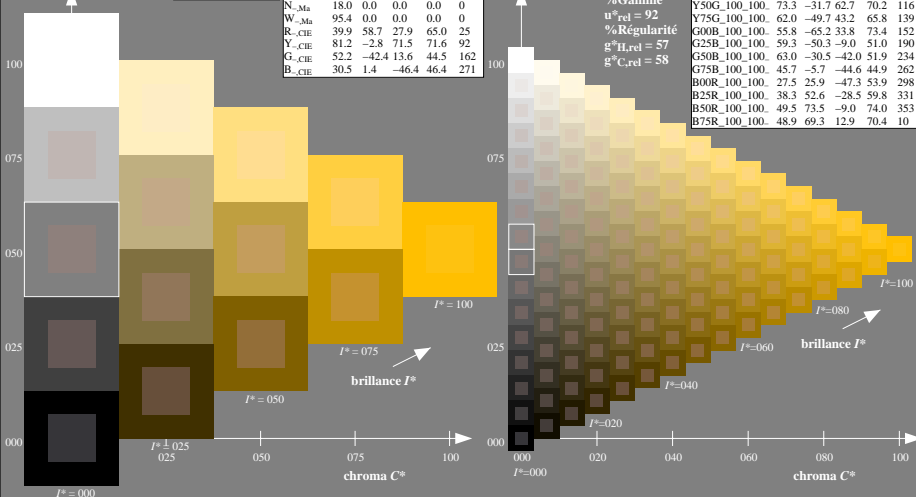 N–,Ma 18.0 0.0 0.0 0.0 0
W–,Ma 95.4 0.0 0.0 0.0 0
R–,CIE 39.9 58.7 27.9 65.0 25
Y–,CIE 81.2 –2.8 71.5 71.6 92
G–,CIE 52.2 –42.4 13.6 44.5 162
B–,CIE 30.5 1.4 –46.4 46.4 271
100
075
050
025
000
I* = 100
I* = 075
brillance I*
I* = 050
I* = 025
I* = 000
025 050 075 100
chroma C*
%Gamme
u*rel = 92
%Régularité
g*H,rel = 57
g*C,rel = 58
Y50G_100_100– 73.3 –31.7 62.7 70.2 116
Y75G_100_100– 62.0 –49.7 43.2 65.8 139
G00B_100_100– 55.8 –65.2 33.8 73.4 152
G25B_100_100– 59.3 –50.3 –9.0 51.0 190
G50B_100_100– 63.0 –30.5 –42.0 51.9 234
G75B_100_100– 45.7 –5.7 –44.6 44.9 262
B00R_100_100– 27.5 25.9 –47.3 53.9 298
B25R_100_100– 38.3 52.6 –28.5 59.8 331
B50R_100_100– 49.5 73.5 –9.0 74.0 353
B75R_100_100– 48.9 69.3 12.9 70.4 10
100
075
050
025
000
I*=100
I*=080
brillance I*
I*=060
I*=040
I*=020
I*=000
000 020 040 060 080 100
chroma C*